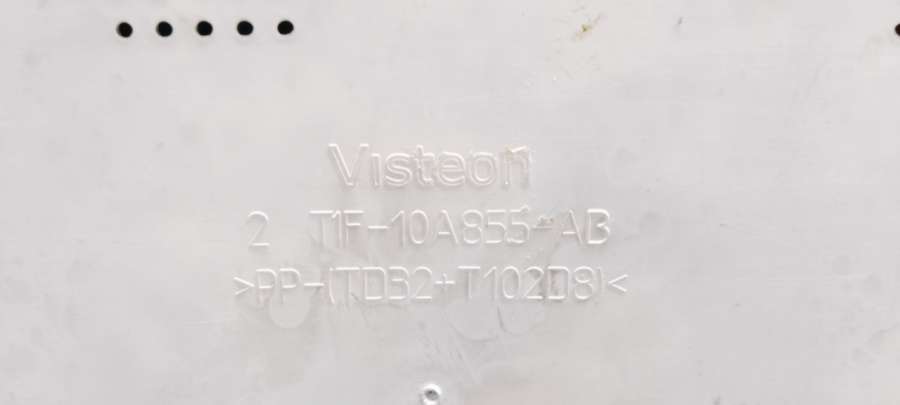 Visteon
2 T1F-10A855-AB
>PP-(TD32+T102D8)<